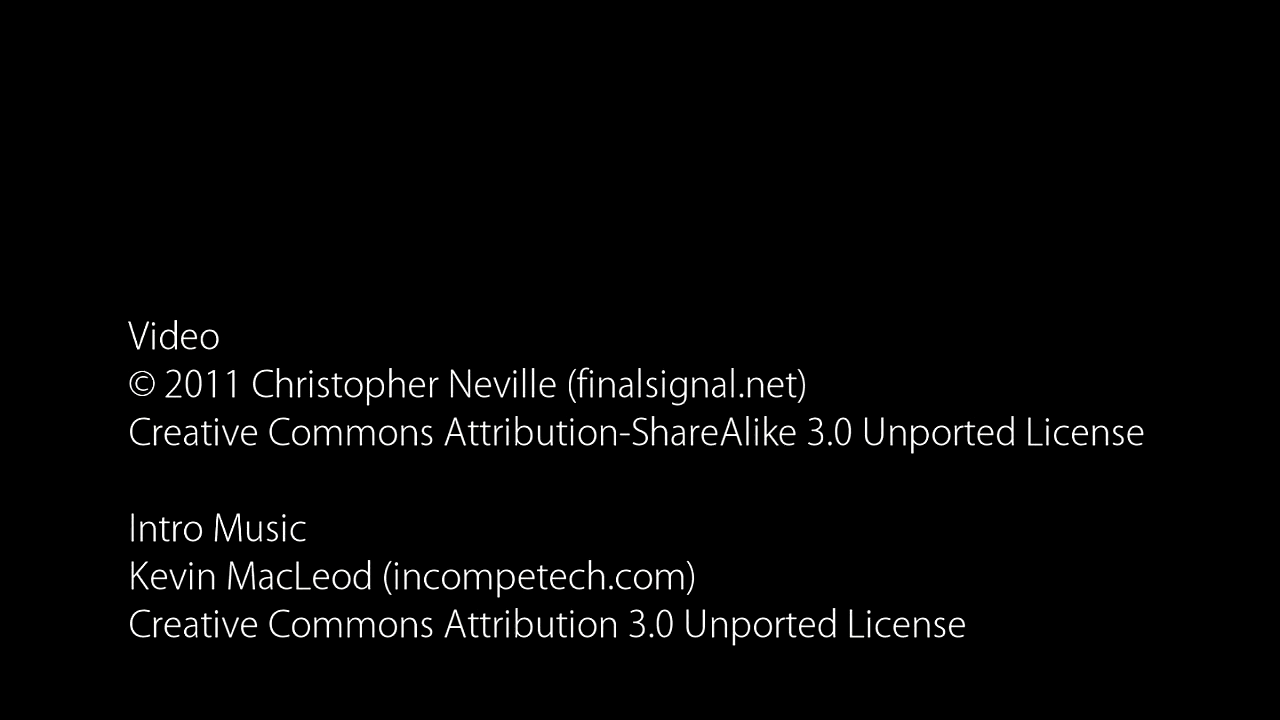 Video
© 2011 Christopher Neville (finalsignal.net)
Creative Commons Attribution-ShareAlike 3.0 Unported License
Intro Music
Kevin MacLeod (incompetech.com)
Creative Commons Attribution 3.0 Unported License